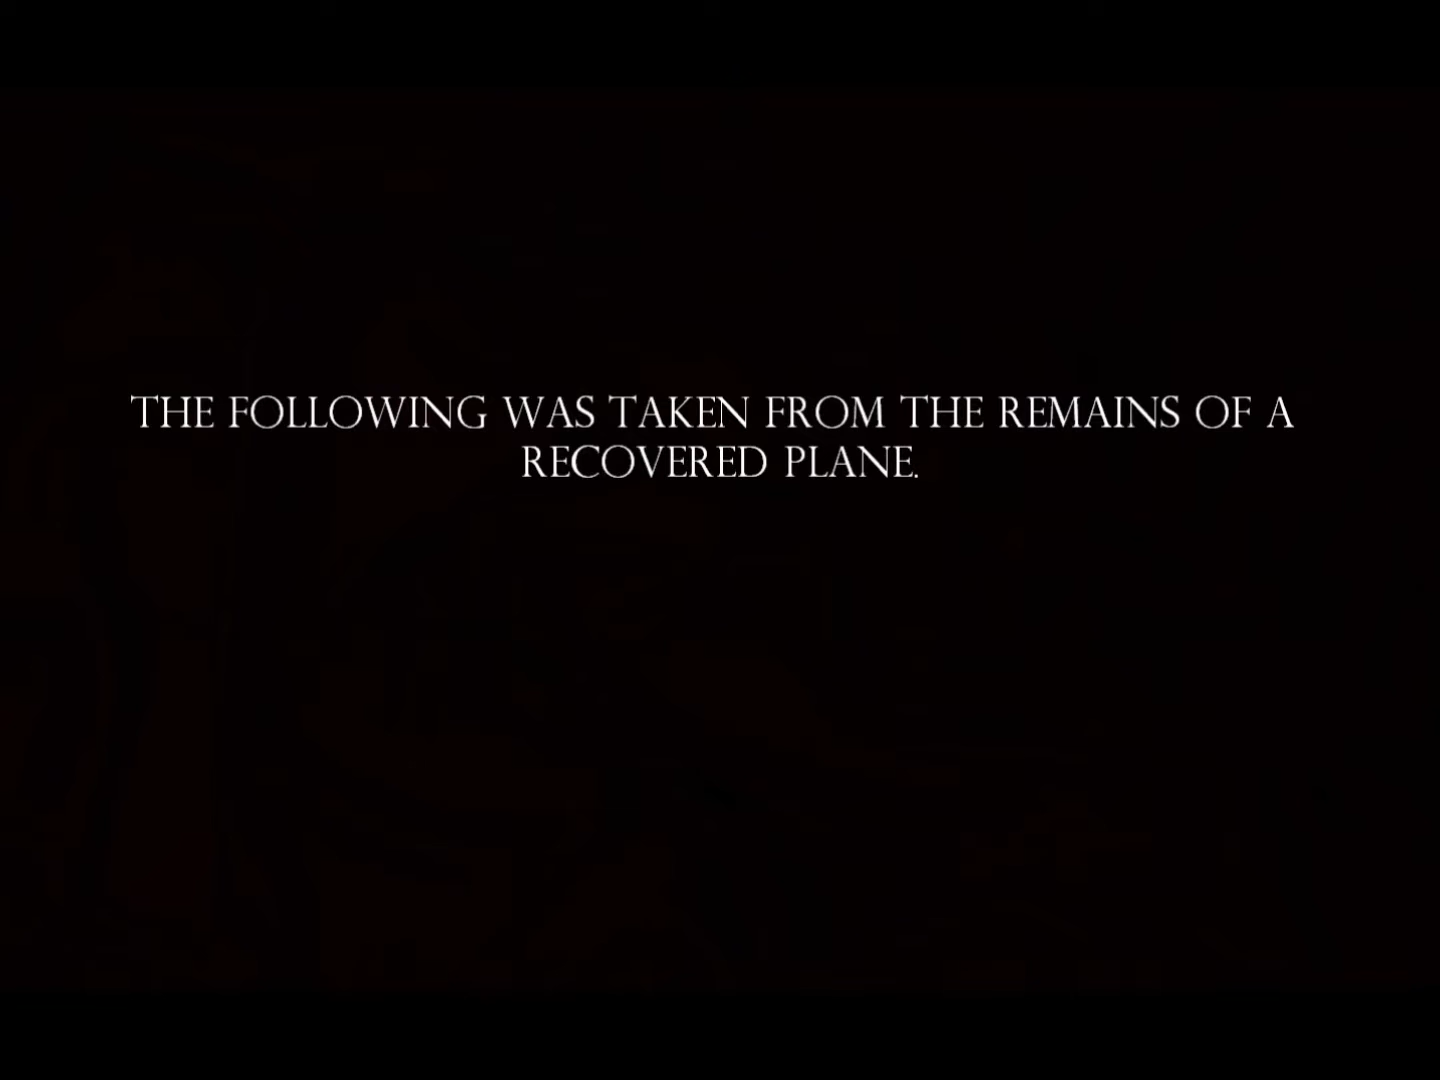 THE FOLLOWING WAS TAKEN FROM THE REMAINS OF A
RECOVERED PLANE.